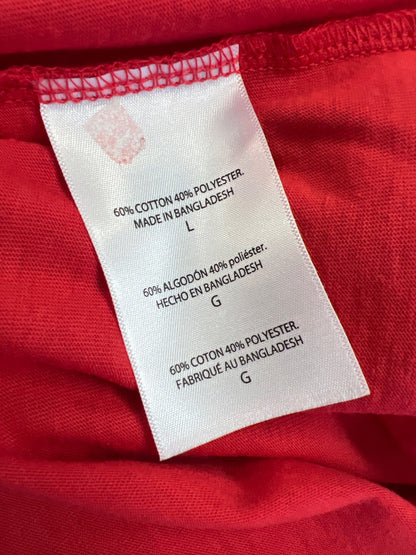 60% COTTON 40% POLYESTER.
MADE IN BANGLADESH
L
60% ALGODÓN 40% poliéster.
HECHO EN BANGLADESH
G
60% COTON 40% POLYESTER.
FABRIQUÉ AU BANGLADESH
G